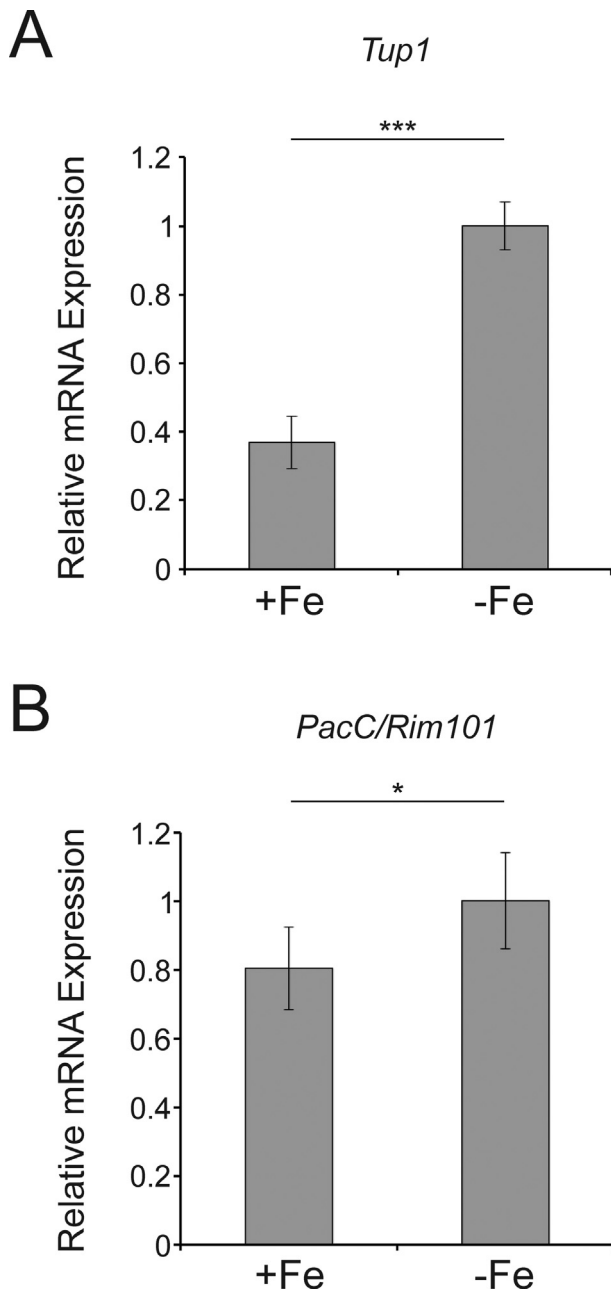 A
Tup1
***
Relative mRNA Expression
1.2
1
0.8
0.6
0.4
0.2
0
+Fe -Fe
B
PacC/Rim101
*
Relative mRNA Expression
1.2
1
0.8
0.6
0.4
0.2
0
+Fe -Fe